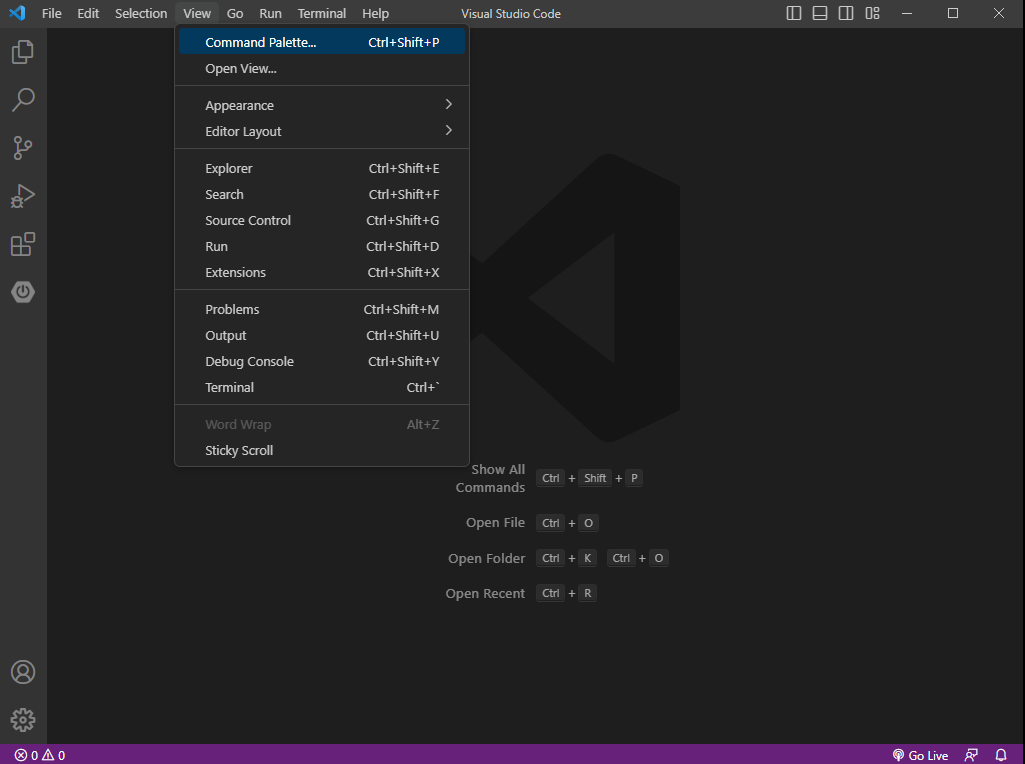 File Edit Selection View Go Run Terminal Help Visual Studio Code
Command Palette... Ctrl+Shift+P
Open View...
Appearance
Editor Layout
Explorer Ctrl+Shift+E
Search Ctrl+Shift+F
Source Control Ctrl+Shift+G
Run Ctrl+Shift+D
Extensions Ctrl+Shift+X
Problems Ctrl+Shift+M
Output Ctrl+Shift+U
Debug Console Ctrl+Shift+Y
Terminal Ctrl+`
Word Wrap Alt+Z
Sticky Scroll
Show All
Commands Ctrl + Shift + P
Open File Ctrl + O
Open Folder Ctrl + K Ctrl + O
Open Recent Ctrl + R
0 0 Go Live